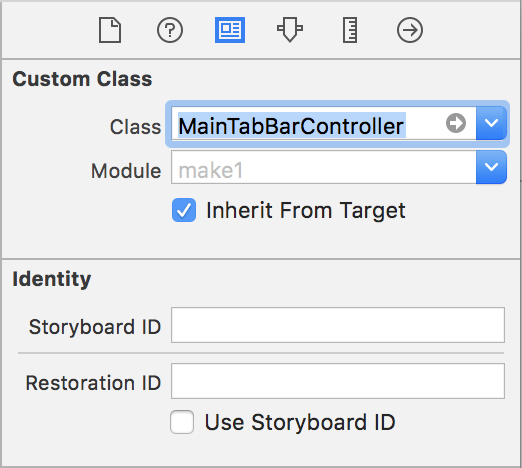 Custom Class
Class MainTabBarController
Module make1
Inherit From Target
Identity
Storyboard ID
Restoration ID
Use Storyboard ID